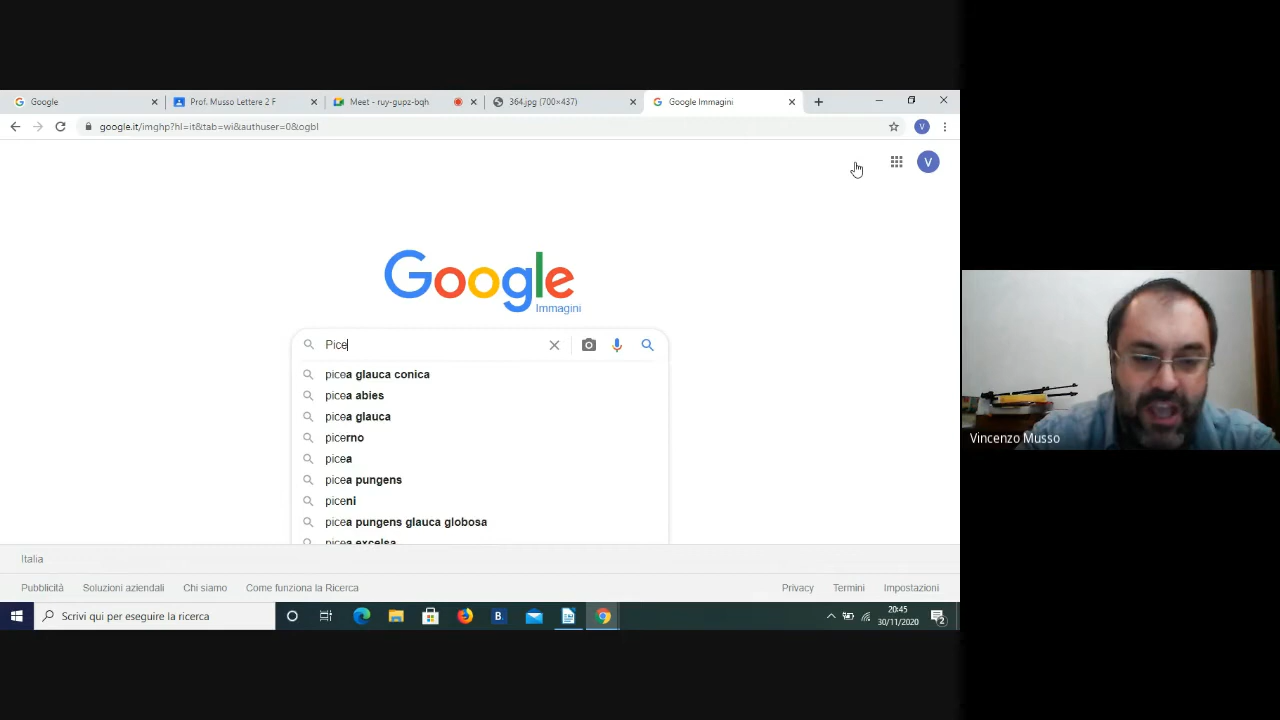 Google
Prof. Musso Lettere 2 F
Meet - ruy-gupz-bqh
364.jpg (700×437)
Google Immagini
google.it/imghp?hl=it&tab=wi&authuser=0&ogbl
V
V
Google
Immagini
Pice
picea glauca conica
picea abies
picea glauca
picerno
picea
picea pungens
piceni
picea pungens glauca globosa
picea excelsa
Italia
Pubblicità
Soluzioni aziendali
Chi siamo
Come funziona la Ricerca
Privacy
Termini
Impostazioni
Scrivi qui per eseguire la ricerca
B
20:45
30/11/2020
2
Vincenzo Musso